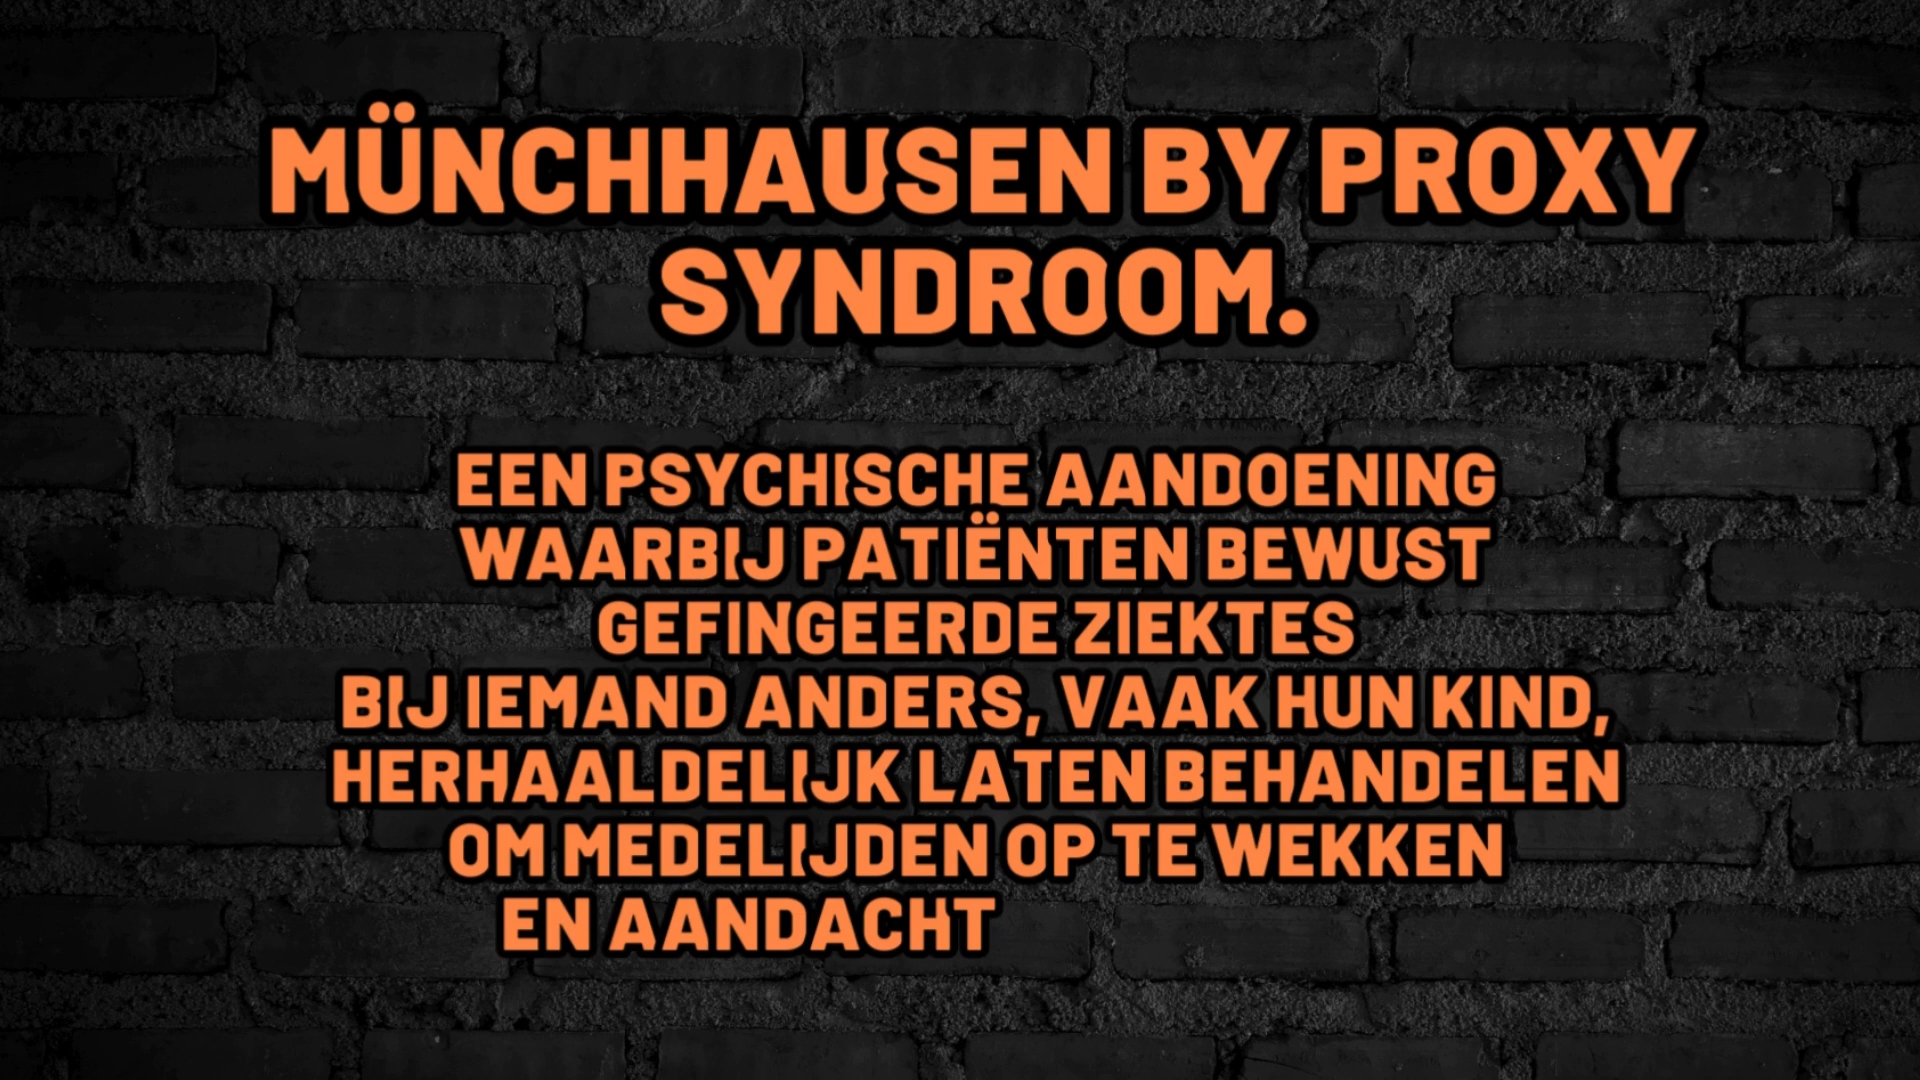 MÜNCHHAUSEN BY PROXY
SYNDROOM.
EEN PSYCHISCHE AANDOENING
WAARBIJ PATIËNTEN BEWUST
GEFINGEERDE ZIEKTES
BIJ IEMAND ANDERS, VAAK HUN KIND,
HERHAALDELIJK LATEN BEHANDELEN
OM MEDELIJDEN OP TE WEKKEN
EN AANDACHT